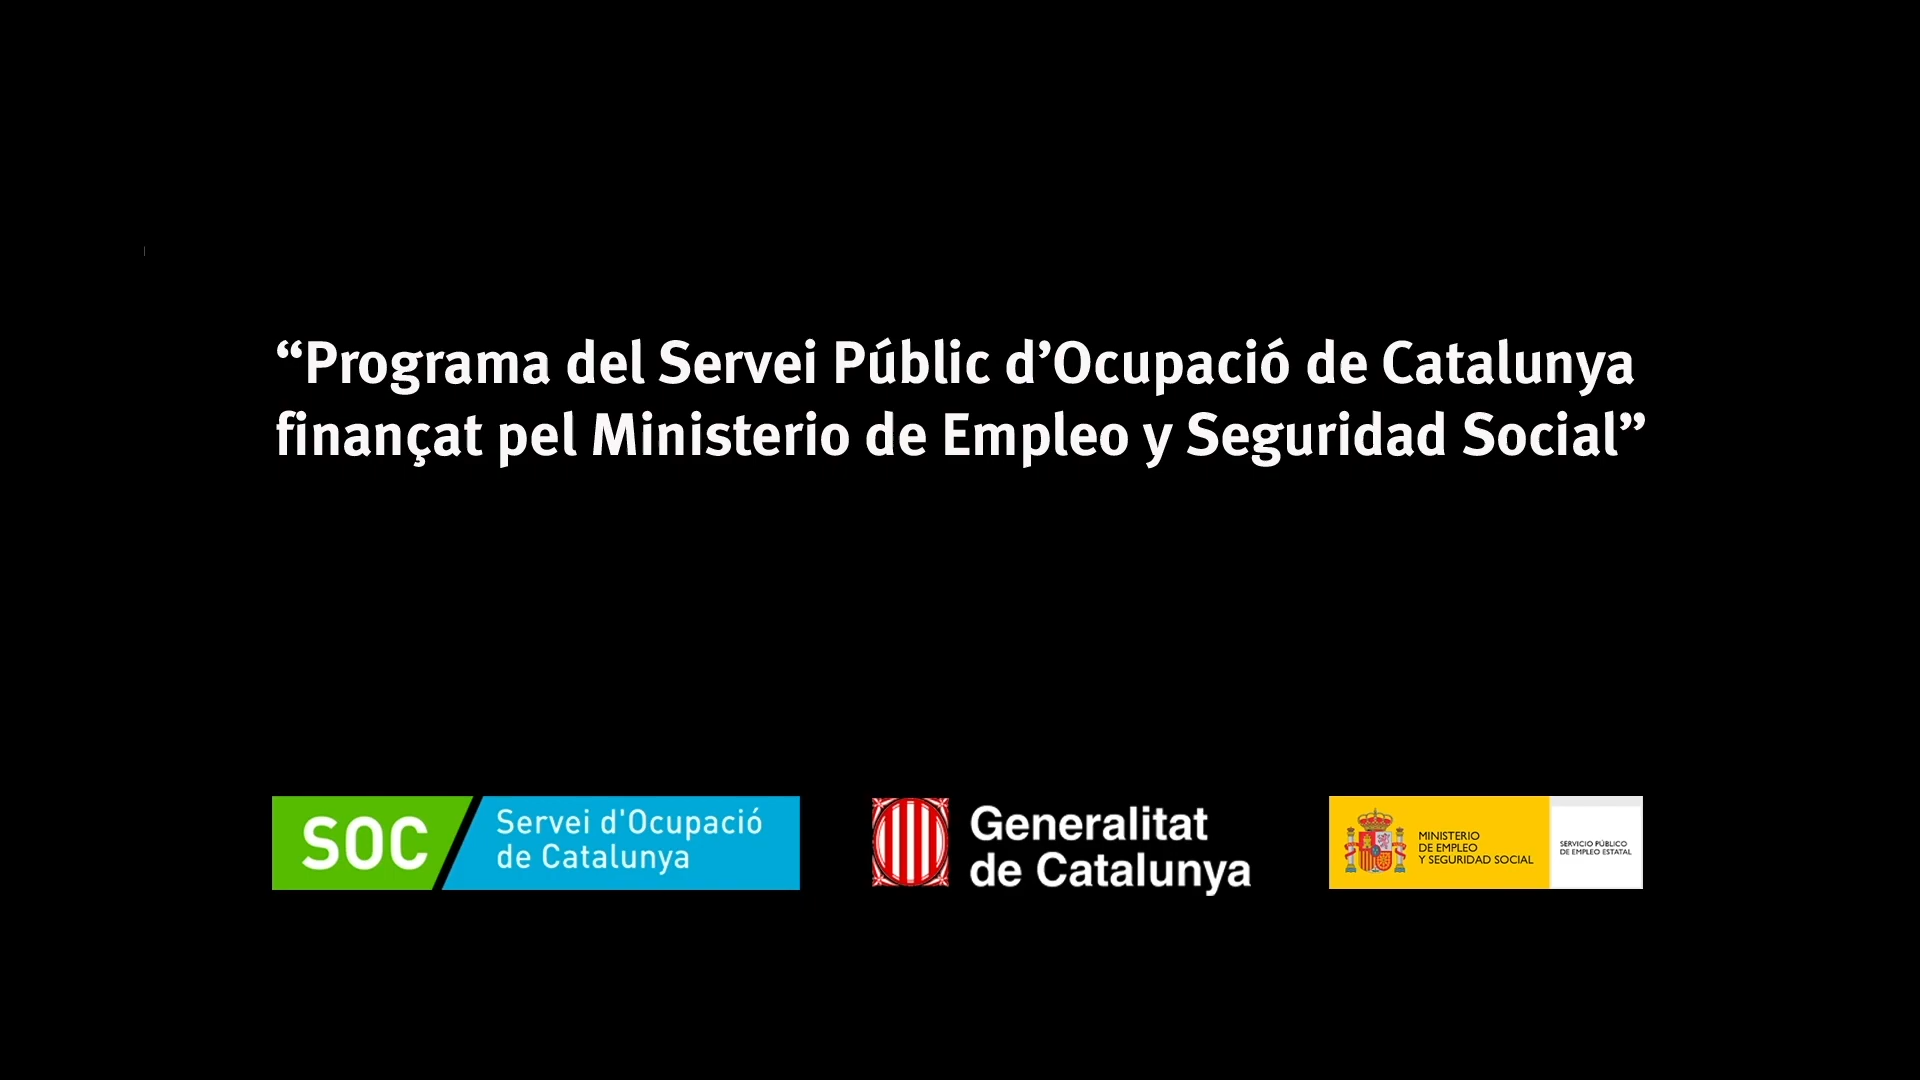 “Programa del Servei Públic d’Ocupació de Catalunya
finançat pel Ministerio de Empleo y Seguridad Social”
SOC
Servei d'Ocupació
de Catalunya
Generalitat
de Catalunya
MINISTERIO
DE EMPLEO
Y SEGURIDAD SOCIAL
SERVICIO PÚBLICO
DE EMPLEO ESTATAL